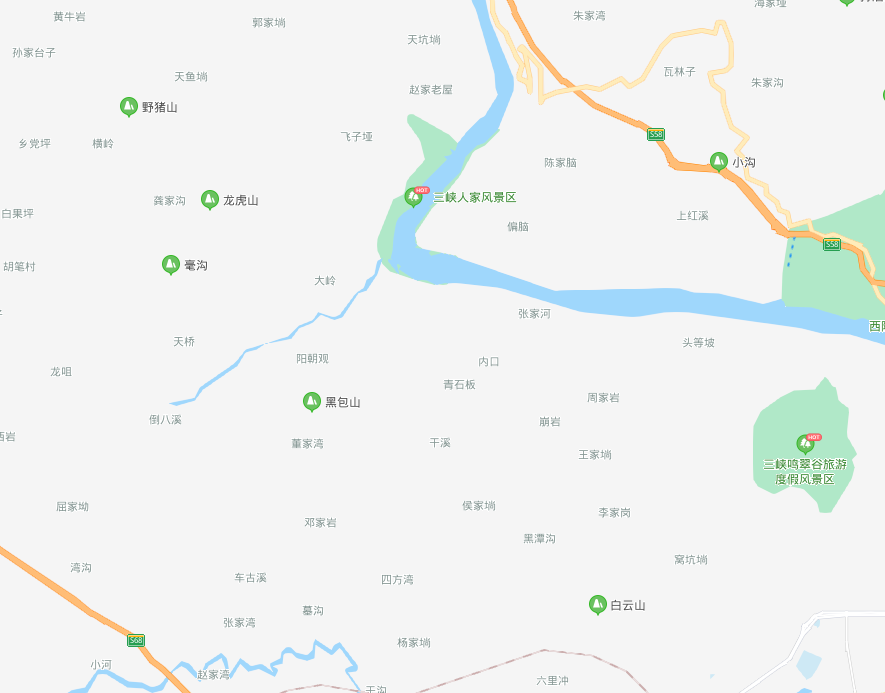 黄牛岩
郭家垴
朱家湾
海家垭
孙家台子
天坑垴
天鱼垴
瓦林子
朱家沟
赵家老屋
野猪山
S58
飞子垭
乡党坪
横岭
陈家脑
小沟
龚家沟
龙虎山
HOT
三峡人家风景区
白果坪
上红溪
偏脑
S58
胡笔村
毫沟
大岭
张家河
西
天桥
头等坡
阳朝观
内口
龙咀
青石板
黑包山
周家岩
倒八溪
崩岩
岩
董家湾
干溪
HOT
王家垴
三峡鸣翠谷旅游
度假风景区
屈家坳
侯家垴
李家岗
邓家岩
黑潭沟
窝坑垴
湾沟
车古溪
四方湾
墓沟
白云山
张家湾
S68
杨家垴
小河
赵家湾
六里冲
干沟